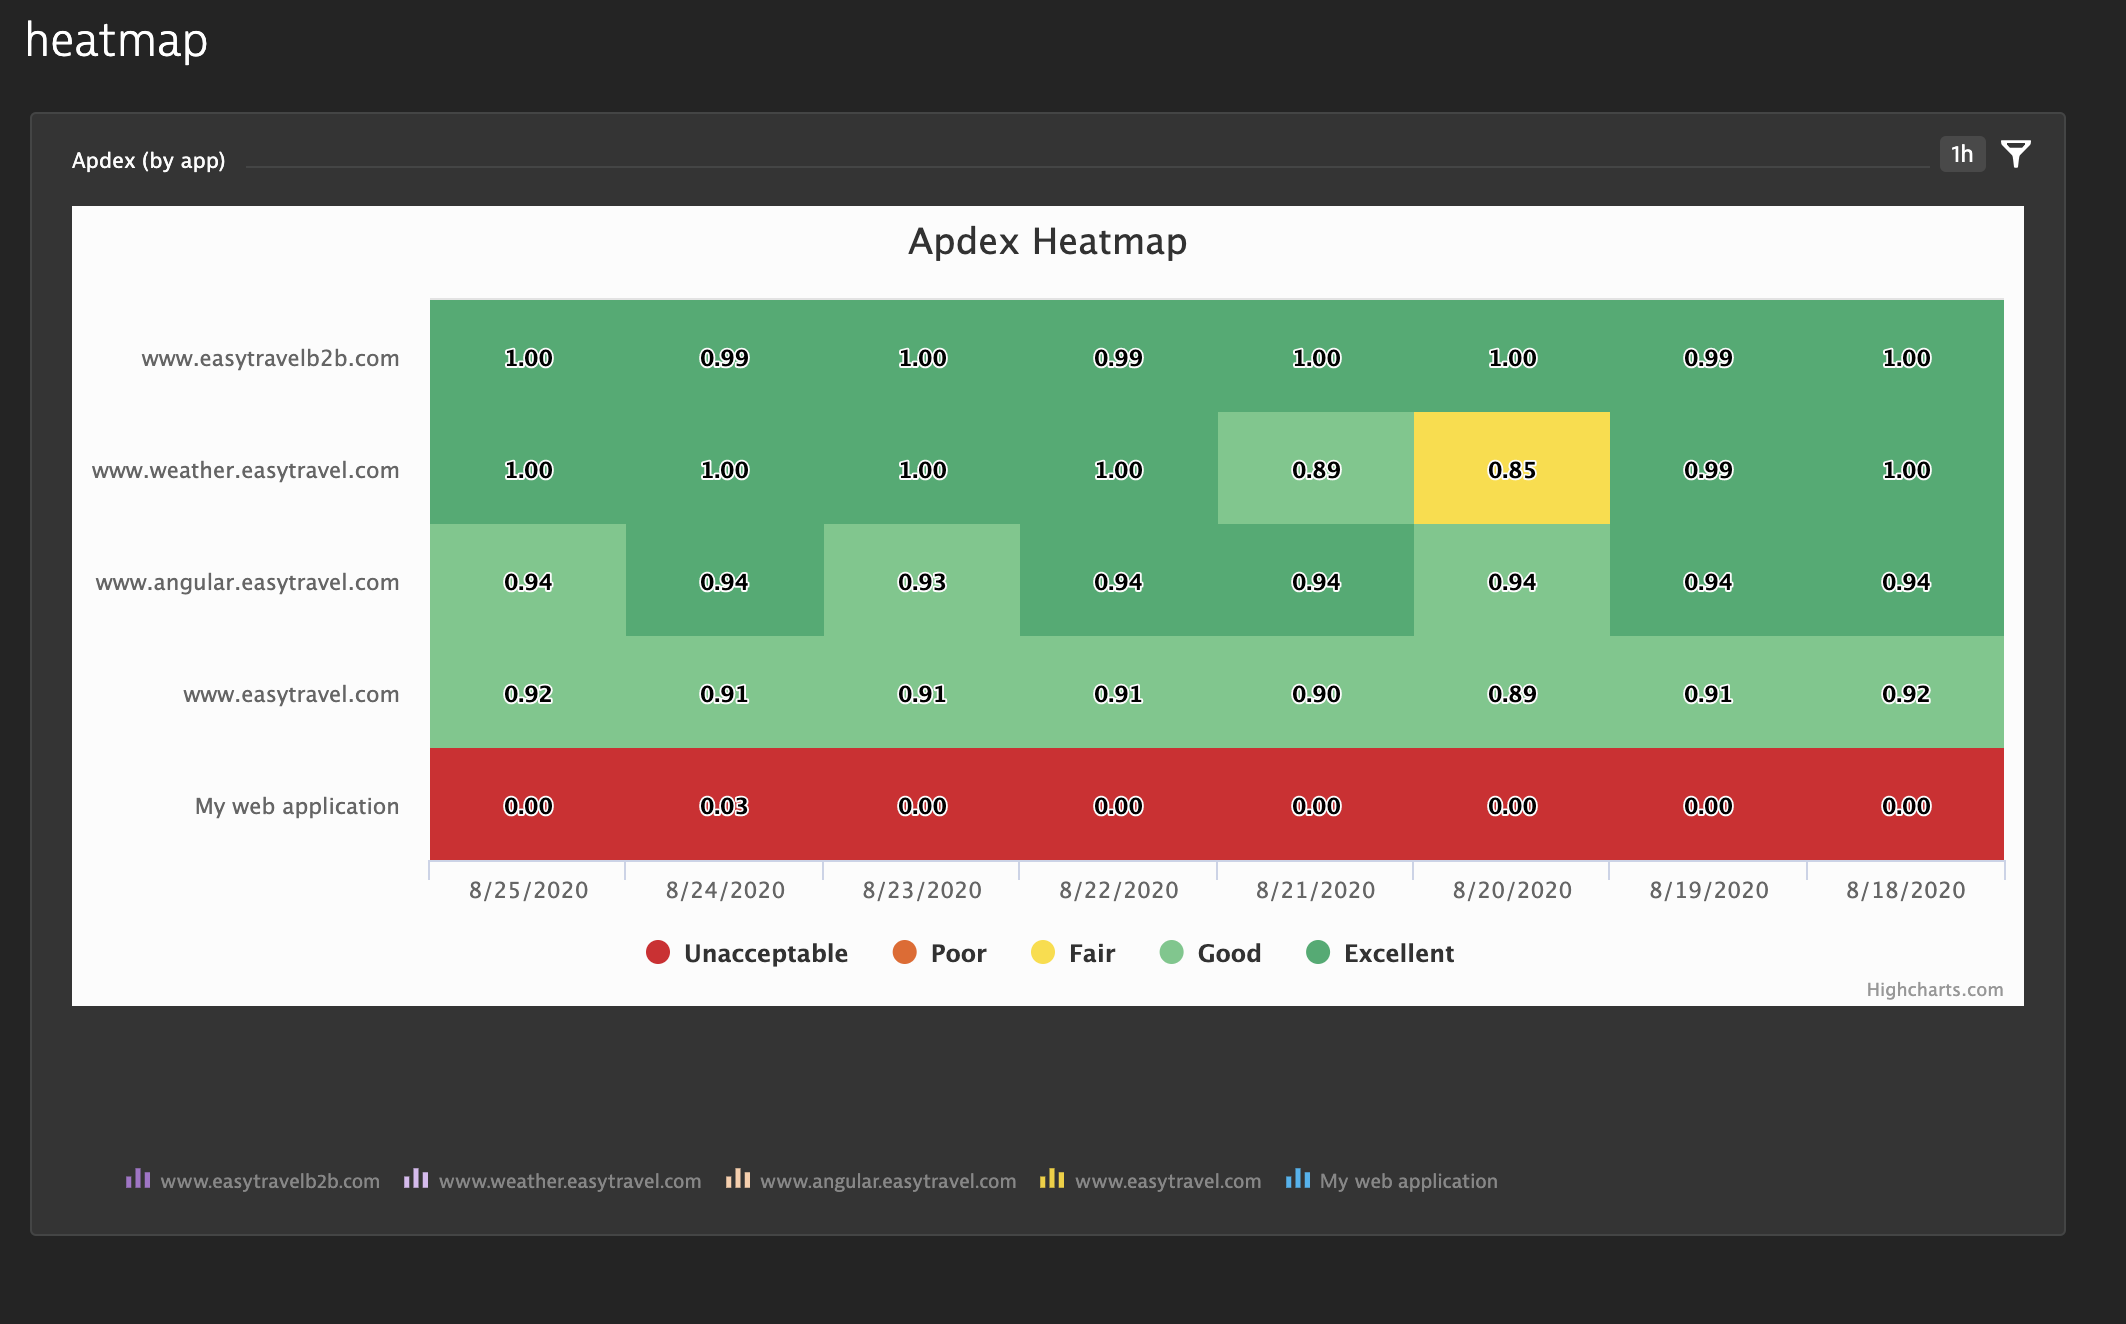 heatmap
Apdex (by app)
1h
Apdex Heatmap
www.easytravelb2b.com 1.00 0.99 1.00 0.99 1.00 1.00 0.99 1.00
www.weather.easytravel.com 1.00 1.00 1.00 1.00 0.89 0.85 0.99 1.00
www.angular.easytravel.com 0.94 0.94 0.93 0.94 0.94 0.94 0.94 0.94
www.easytravel.com 0.92 0.91 0.91 0.91 0.90 0.89 0.91 0.92
My web application 0.00 0.03 0.00 0.00 0.00 0.00 0.00 0.00
8/25/2020 8/24/2020 8/23/2020 8/22/2020 8/21/2020 8/20/2020 8/19/2020 8/18/2020
Unacceptable Poor Fair Good Excellent
Highcharts.com
www.easytravelb2b.com www.weather.easytravel.com www.angular.easytravel.com www.easytravel.com My web application